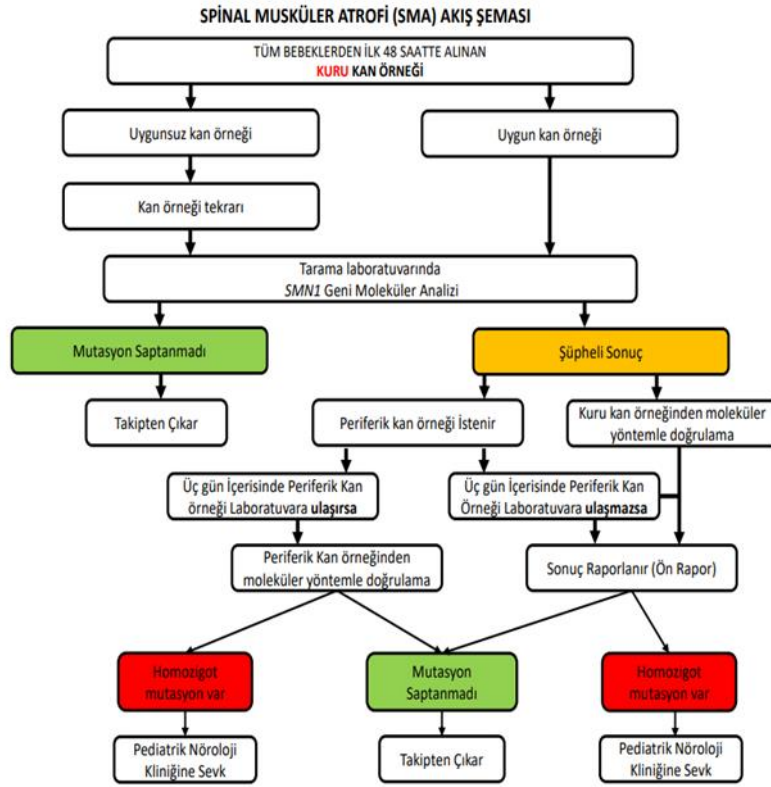 SPİNAL MUSKÜLER ATROFİ (SMA) AKIŞ ŞEMASI
TÜM BEBEKLERDEN İLK 48 SAATTE ALINAN
KURU KAN ÖRNEĞİ
Uygunsuz kan örneği
Uygun kan örneği
Kan örneği tekrarı
Tarama laboratuvarında
SMN1 Geni Moleküler Analizi
Mutasyon Saptanmadı
Şüpheli Sonuç
Takipten Çıkar
Periferik kan örneği İstenir
Kuru kan örneğinden moleküler
yöntemle doğrulama
Üç gün İçerisinde Periferik Kan
örneği Laboratuvara ulaşırsa
Üç gün İçerisinde Periferik Kan
Örneği Laboratuvara ulaşmazsa
Periferik Kan örneğinden
moleküler yöntemle doğrulama
Sonuç Raporlanır (Ön Rapor)
Homozigot
mutasyon var
Mutasyon
Saptanmadı
Homozigot
mutasyon var
Pediatrik Nöroloji
Kliniğine Sevk
Takipten Çıkar
Pediatrik Nöroloji
Kliniğine Sevk